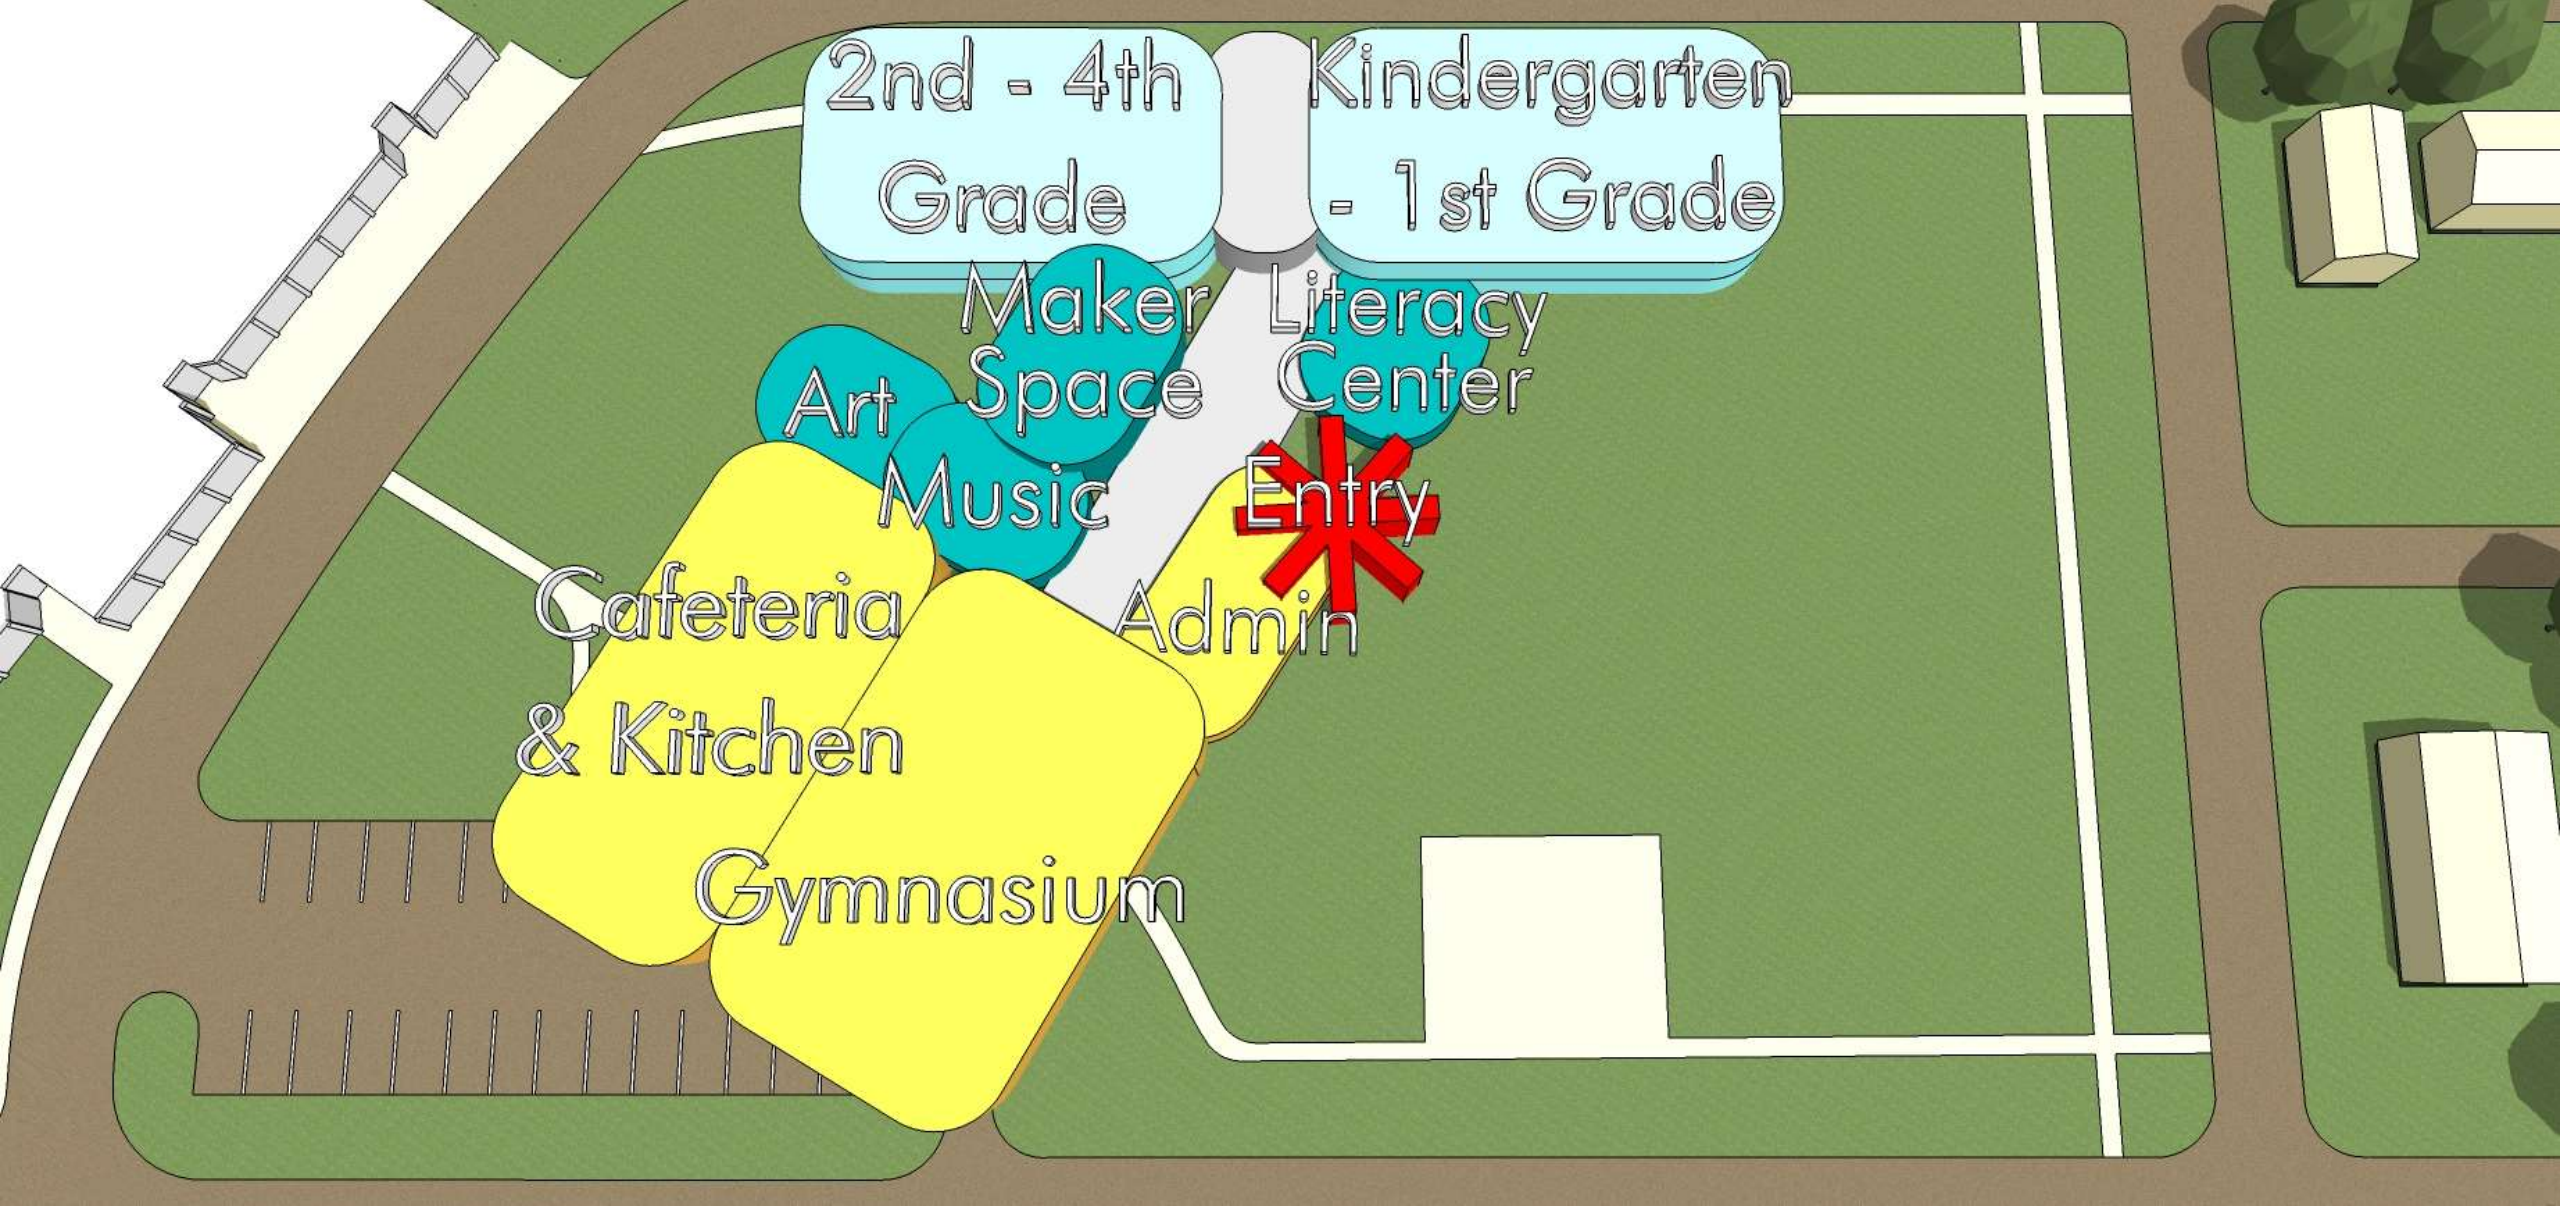 2nd - 4th
Grade
Kindergarten
- 1st Grade
Maker
Space
Literacy
Center
Art
Music
Entry
Admin
Cafeteria
& Kitchen
Gymnasium